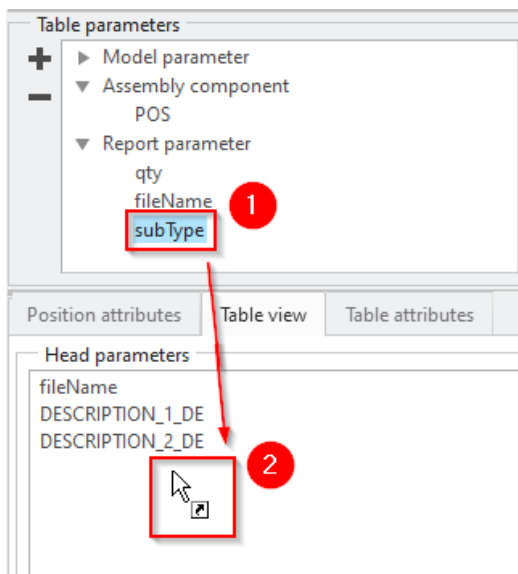 Table parameters
Model parameter
Assembly component
POS
Report parameter
qty
fileName
1
subType
Position attributes
Table view
Table attributes
Head parameters
fileName
DESCRIPTION_1_DE
DESCRIPTION_2_DE
2